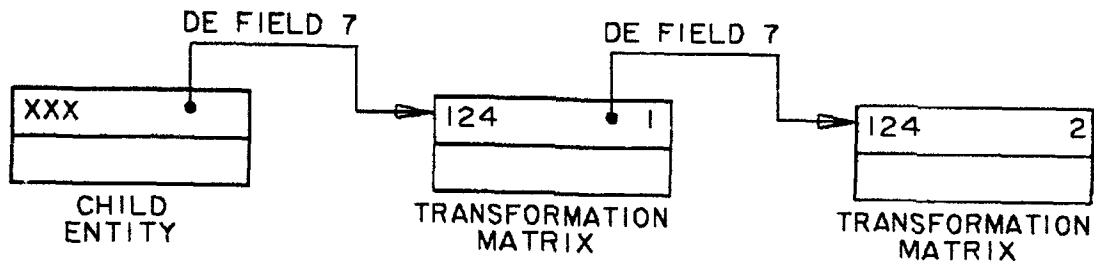 DE FIELD 7
DE FIELD 7
XXX
124 1
124 2
CHILD
ENTITY
TRANSFORMATION
MATRIX
TRANSFORMATION
MATRIX